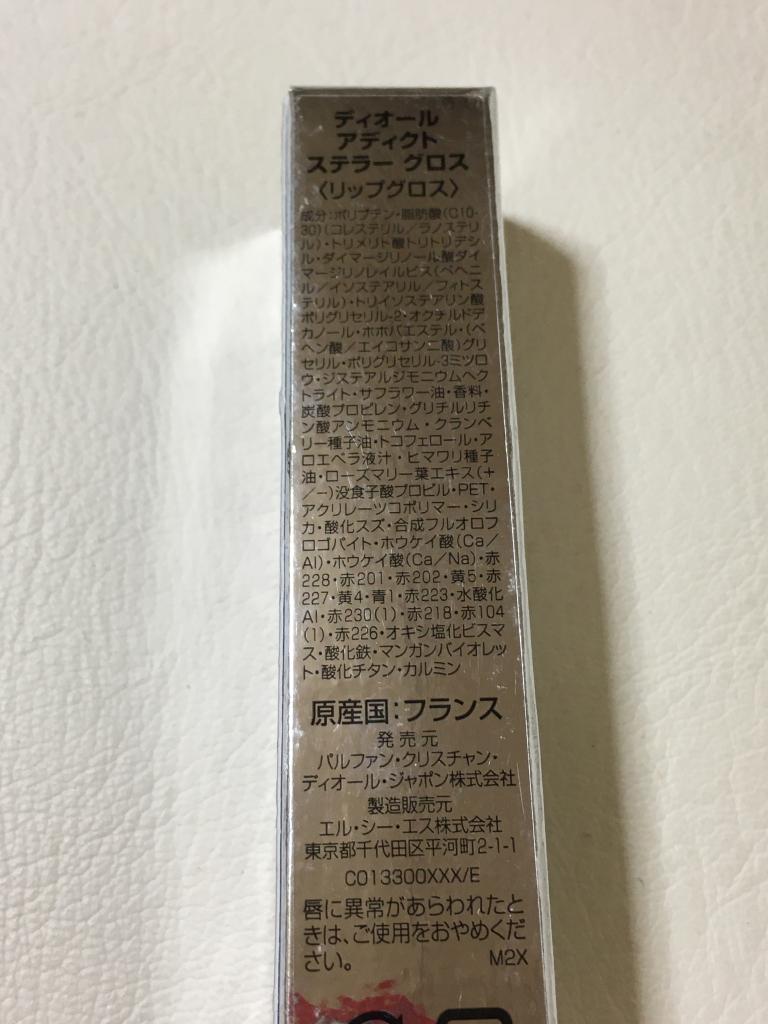 ディオール
アディクト
ステラー グロス
〈リップグロス〉
成分:ポリブテン・脂肪酸(C10-
30)(コレステリル/ラノステリ
ル)・トリメリト酸トリトリデシ
ル・ダイマージリノール酸ダイ
マージリノレイルビス(ベヘニ
ル/イソステアリル/フィトス
テリル)・トリイソステアリン酸
ポリグリセリル-2・オクチルドデ
カノール・ホホバエステル・(ベ
ヘン酸/エイコサン二酸)グリ
セリル・ポリグリセリル-3ミツロ
ウ・ジステアルジモニウムヘク
トライト・サフラワー油・香料・
炭酸プロピレン・グリチルリチ
ン酸アンモニウム・クランベ
リー種子油・トコフェロール・ア
ロエベラ液汁・ヒマワリ種子
油・ローズマリー葉エキス(+
/−)没食子酸プロピル・PET・
アクリレーツコポリマー・シリ
カ・酸化スズ・合成フルオロフ
ロゴパイト・ホウケイ酸(Ca/
Al)・ホウケイ酸(Ca/Na)・赤
228・赤201・赤202・黄5・赤
227・黄4・青1・赤223・水酸化
Al・赤230(1)・赤218・赤104
(1)・赤226・オキシ塩化ビスマ
ス・酸化鉄・マンガンバイオレッ
ト・酸化チタン・カルミン
原産国:フランス
発売元
パルファン・クリスチャン・
ディオール・ジャポン株式会社
製造販売元
エル・シー・エス株式会社
東京都千代田区平河町2-1-1
C013300XXX/E
唇に異常があらわれたと
きは、ご使用をおやめくだ
さい。 M2X